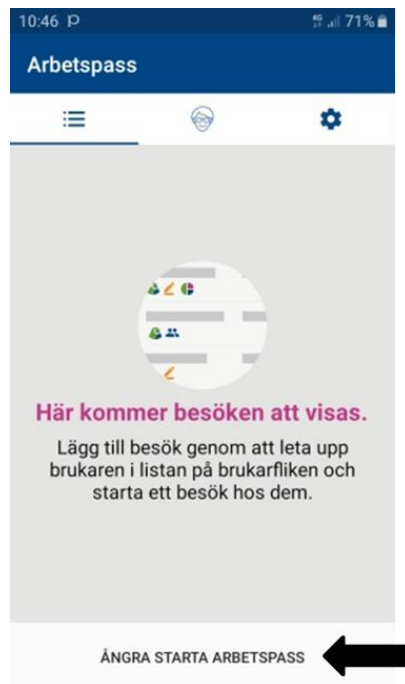 10:46 71%
Arbetspass
Här kommer besöken att visas.
Lägg till besök genom att leta upp
brukaren i listan på brukarfliken och
starta ett besök hos dem.
ÅNGRA STARTA ARBETSPASS